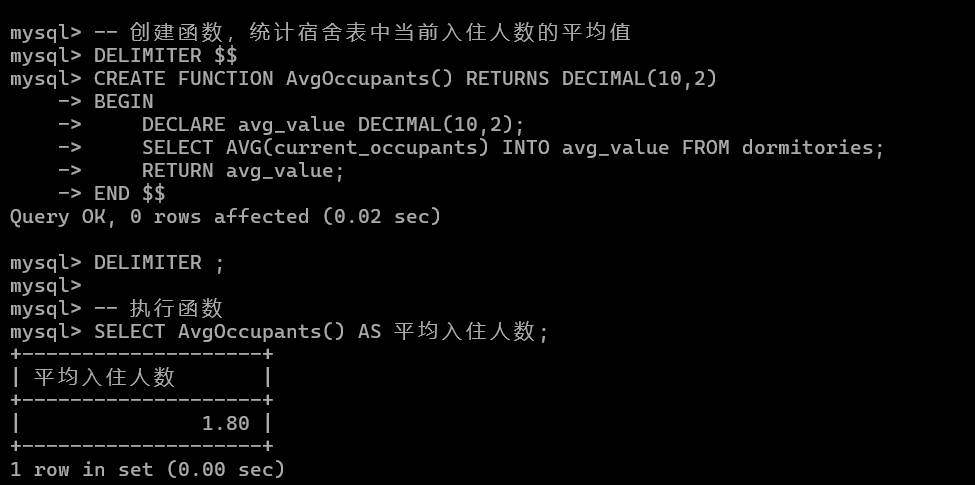 mysql> -- 创建函数，统计宿舍表中当前入住人数的平均值
mysql> DELIMITER $$
mysql> CREATE FUNCTION AvgOccupants() RETURNS DECIMAL(10,2)
    -> BEGIN
    ->     DECLARE avg_value DECIMAL(10,2);
    ->     SELECT AVG(current_occupants) INTO avg_value FROM dormitories;
    ->     RETURN avg_value;
    -> END $$
Query OK, 0 rows affected (0.02 sec)

mysql> DELIMITER ;
mysql>
mysql> -- 执行函数
mysql> SELECT AvgOccupants() AS 平均入住人数;
+--------------------+
| 平均入住人数       |
+--------------------+
|               1.80 |
+--------------------+
1 row in set (0.00 sec)